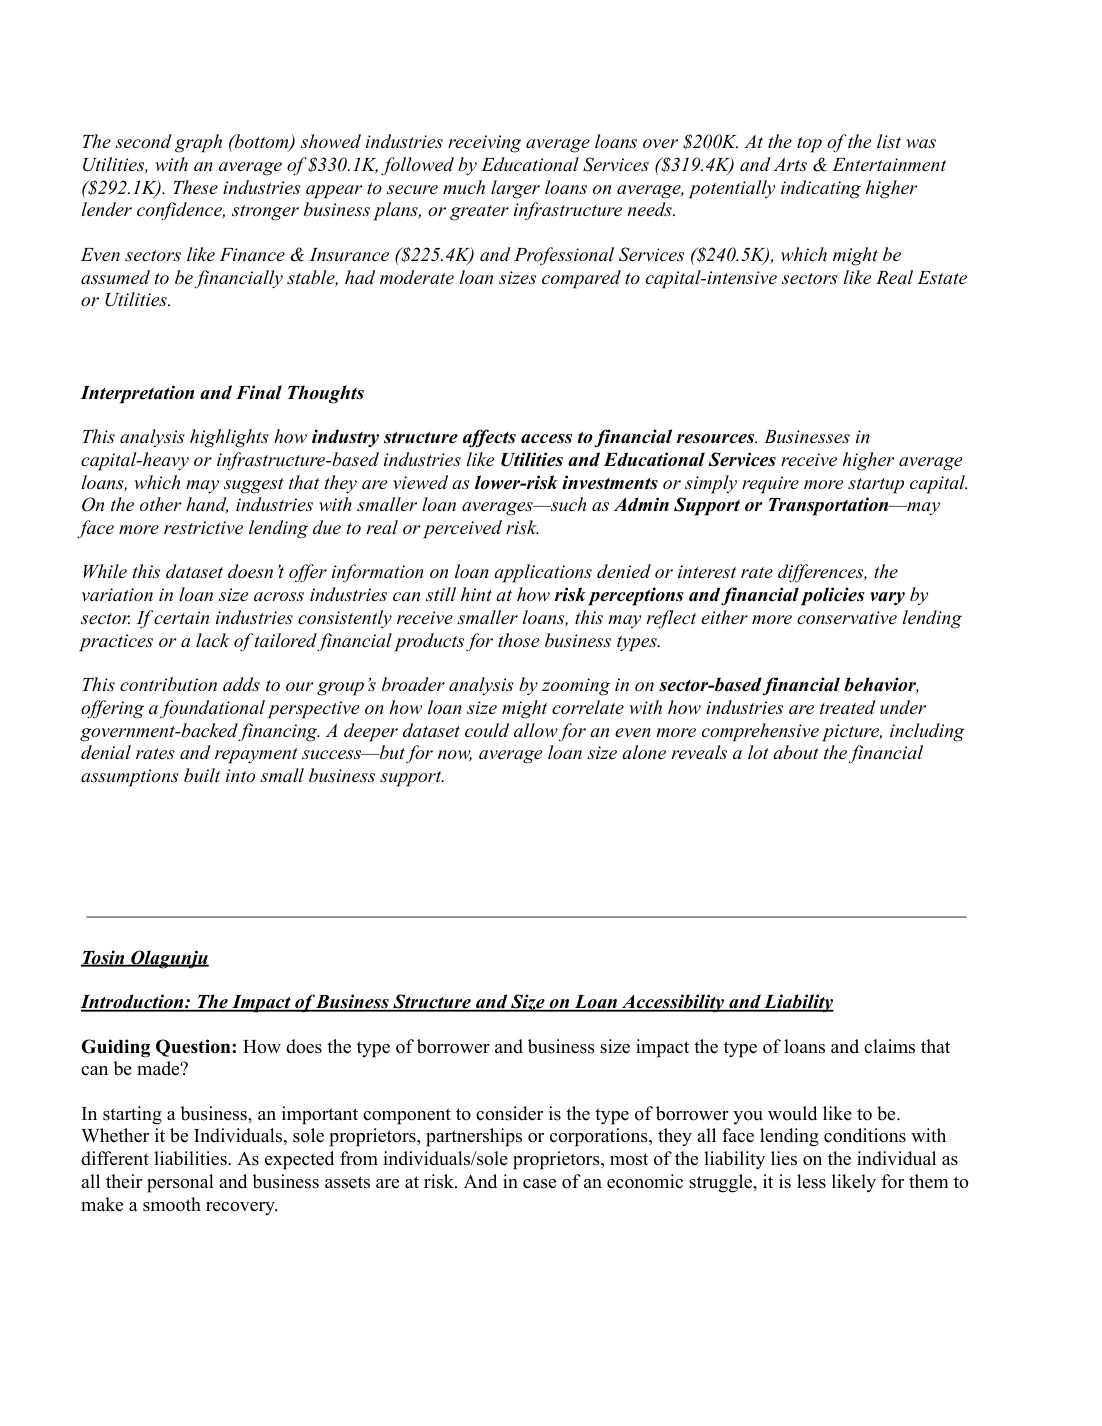 The second graph (bottom) showed industries receiving average loans over $200K. At the top of the list was
Utilities, with an average of $330.1K, followed by Educational Services ($319.4K) and Arts & Entertainment
($292.1K). These industries appear to secure much larger loans on average, potentially indicating higher
lender confidence, stronger business plans, or greater infrastructure needs.
Even sectors like Finance & Insurance ($225.4K) and Professional Services ($240.5K), which might be
assumed to be financially stable, had moderate loan sizes compared to capital-intensive sectors like Real Estate
or Utilities.
Interpretation and Final Thoughts
This analysis highlights how industry structure affects access to financial resources. Businesses in
capital-heavy or infrastructure-based industries like Utilities and Educational Services receive higher average
loans, which may suggest that they are viewed as lower-risk investments or simply require more startup capital.
On the other hand, industries with smaller loan averages—such as Admin Support or Transportation—may
face more restrictive lending due to real or perceived risk.
While this dataset doesn’t offer information on loan applications denied or interest rate differences, the
variation in loan size across industries can still hint at how risk perceptions and financial policies vary by
sector. If certain industries consistently receive smaller loans, this may reflect either more conservative lending
practices or a lack of tailored financial products for those business types.
This contribution adds to our group’s broader analysis by zooming in on sector-based financial behavior,
offering a foundational perspective on how loan size might correlate with how industries are treated under
government-backed financing. A deeper dataset could allow for an even more comprehensive picture, including
denial rates and repayment success—but for now, average loan size alone reveals a lot about the financial
assumptions built into small business support.
Tosin Olagunju
Introduction: The Impact of Business Structure and Size on Loan Accessibility and Liability
Guiding Question: How does the type of borrower and business size impact the type of loans and claims that
can be made?
In starting a business, an important component to consider is the type of borrower you would like to be.
Whether it be Individuals, sole proprietors, partnerships or corporations, they all face lending conditions with
different liabilities. As expected from individuals/sole proprietors, most of the liability lies on the individual as
all their personal and business assets are at risk. And in case of an economic struggle, it is less likely for them to
make a smooth recovery.